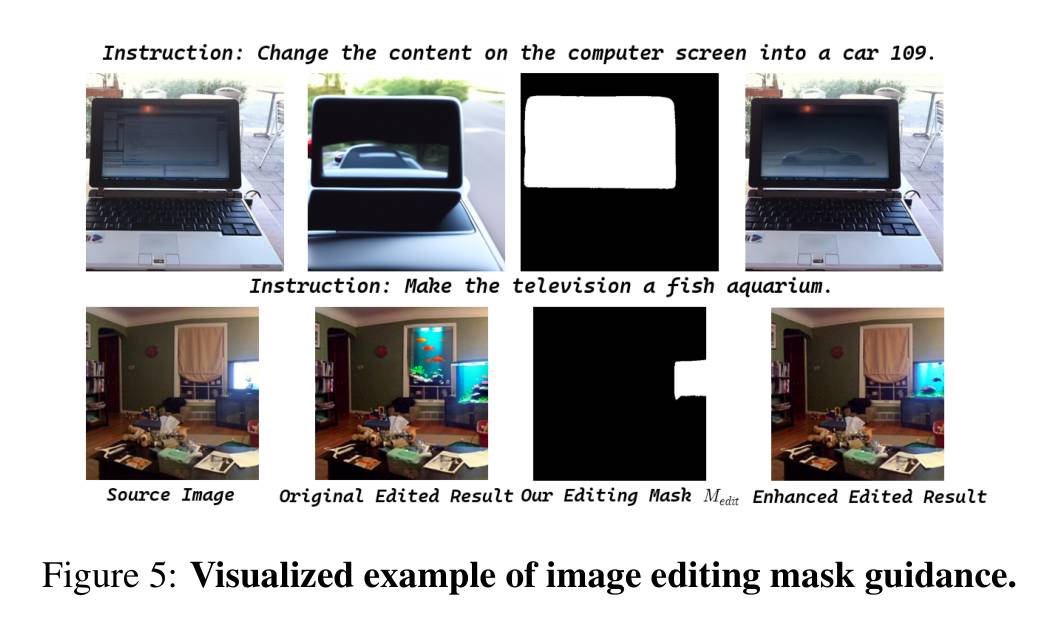 Instruction: Change the content on the computer screen into a car 109.
Instruction: Make the television a fish aquarium.
Source Image Original Edited Result Our Editing Mask M_edit Enhanced Edited Result
Figure 5: Visualized example of image editing mask guidance.